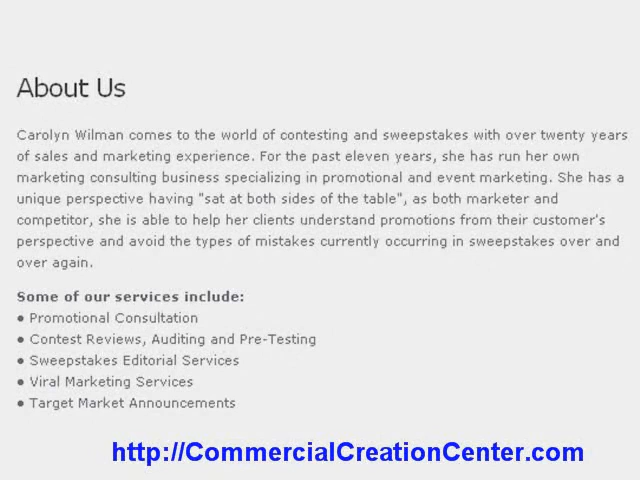 About Us
Carolyn Wilman comes to the world of contesting and sweepstakes with over twenty years
of sales and marketing experience. For the past eleven years, she has run her own
marketing consulting business specializing in promotional and event marketing. She has a
unique perspective having "sat at both sides of the table", as both marketer and
competitor, she is able to help her clients understand promotions from their customer's
perspective and avoid the types of mistakes currently occurring in sweepstakes over and
over again.
Some of our services include:
● Promotional Consultation
● Contest Reviews, Auditing and Pre-Testing
● Sweepstakes Editorial Services
● Viral Marketing Services
● Target Market Announcements
http://CommercialCreationCenter.com